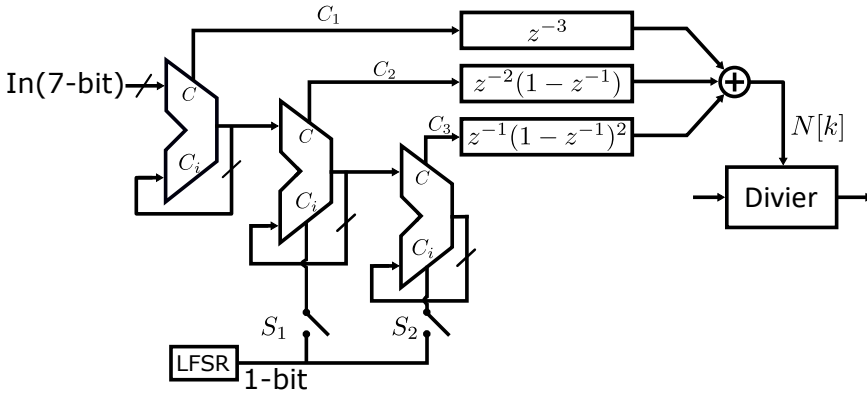 C₁
z⁻³
In(7-bit)
C
C₂
z⁻²(1 − z⁻¹)
C
C₃
z⁻¹(1 − z⁻¹)²
N[k]
Cᵢ
C
Divier
Cᵢ
Cᵢ
S₁
S₂
LFSR
1-bit